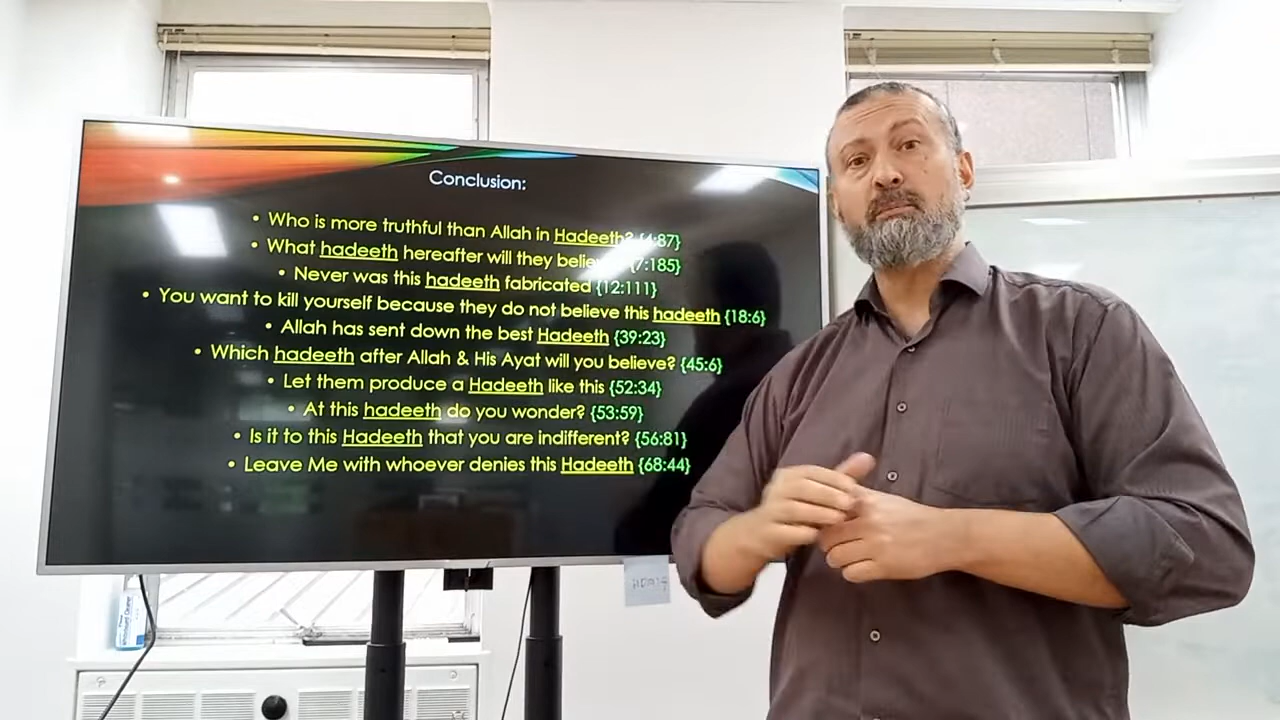 Conclusion:
• Who is more truthful than Allah in Hadeeth? :87}
• What hadeeth hereafter will they 7:185}
• Never was this hadeeth fabricated {12:111}
• You want to kill yourself because they do not believe this hadeeth {18:6}
• Allah has sent down the best Hadeeth {39:23}
• Which hadeeth after Allah & His Ayat will you believe? {45:6}
• Let them produce a Hadeeth like this {52:34}
• At this hadeeth do you wonder? {53:59}
• Is it to this Hadeeth that you are indifferent? {56:81}
• Leave Me with whoever denies this Hadeeth {68:44}